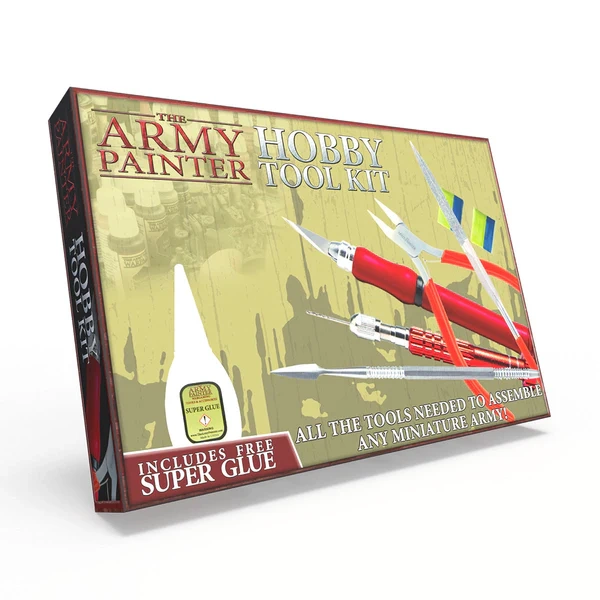 THE
ARMY
PAINTER
HOBBY
TOOL KIT
ARMY
PAINTER
SUPER GLUE
INCLUDES FREE
SUPER GLUE
ALL THE TOOLS NEEDED TO ASSEMBLE
ANY MINIATURE ARMY!
ARMY
HOBBY
TOOL KIT